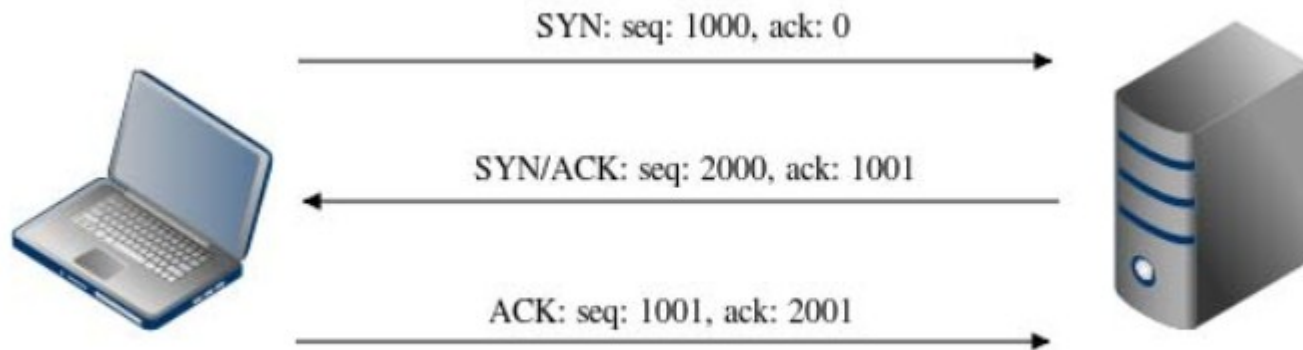 SYN: seq: 1000, ack: 0
SYN/ACK: seq: 2000, ack: 1001
ACK: seq: 1001, ack: 2001